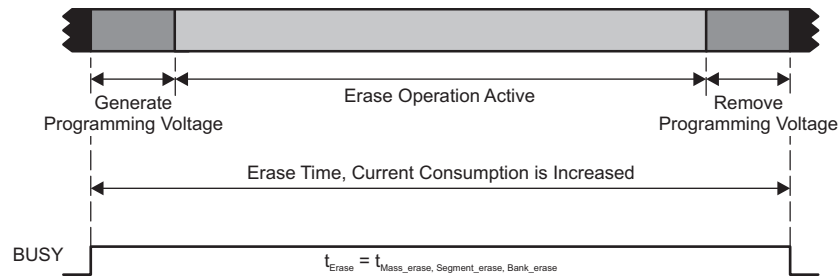 Generate
Programming Voltage
Erase Operation Active
Remove
Programming Voltage
Erase Time, Current Consumption is Increased
BUSY
tErase = tMass_erase, Segment_erase, Bank_erase